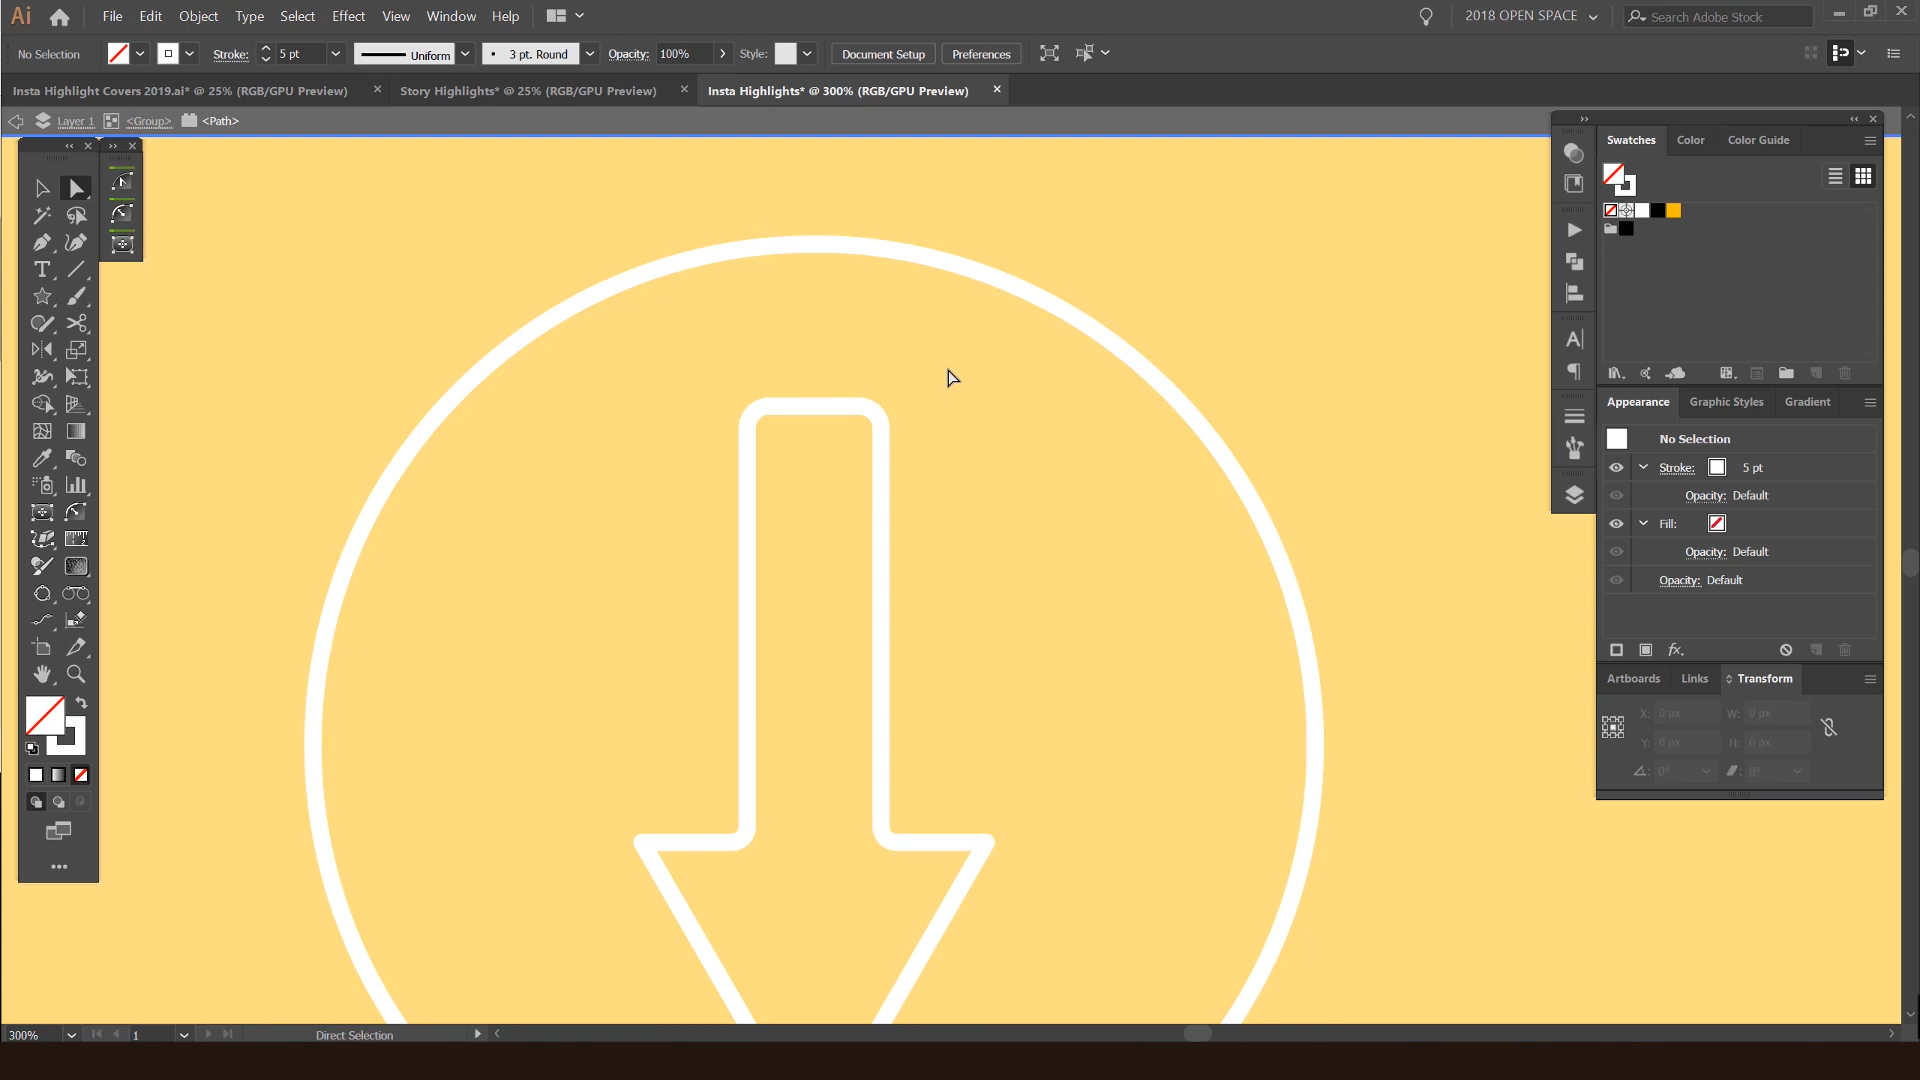 Ai File Edit Object Type Select Effect View Window Help 2018 OPEN SPACE Search Adobe Stock
No Selection Stroke: 5 pt Uniform 3 pt. Round Opacity: 100% Style: Document Setup Preferences
Insta Highlight Covers 2019.ai* @ 25% (RGB/GPU Preview) Story Highlights* @ 25% (RGB/GPU Preview) Insta Highlights* @ 300% (RGB/GPU Preview)
Layer 1 <Group> <Path>
Swatches Color Color Guide
Appearance Graphic Styles Gradient
No Selection
Stroke: 5 pt
Opacity: Default
Fill:
Opacity: Default
Opacity: Default
fx.
Artboards Links Transform
X: 0 px W: 0 px
Y: 0 px H: 0 px
0° 0°
300% 1 Direct Selection